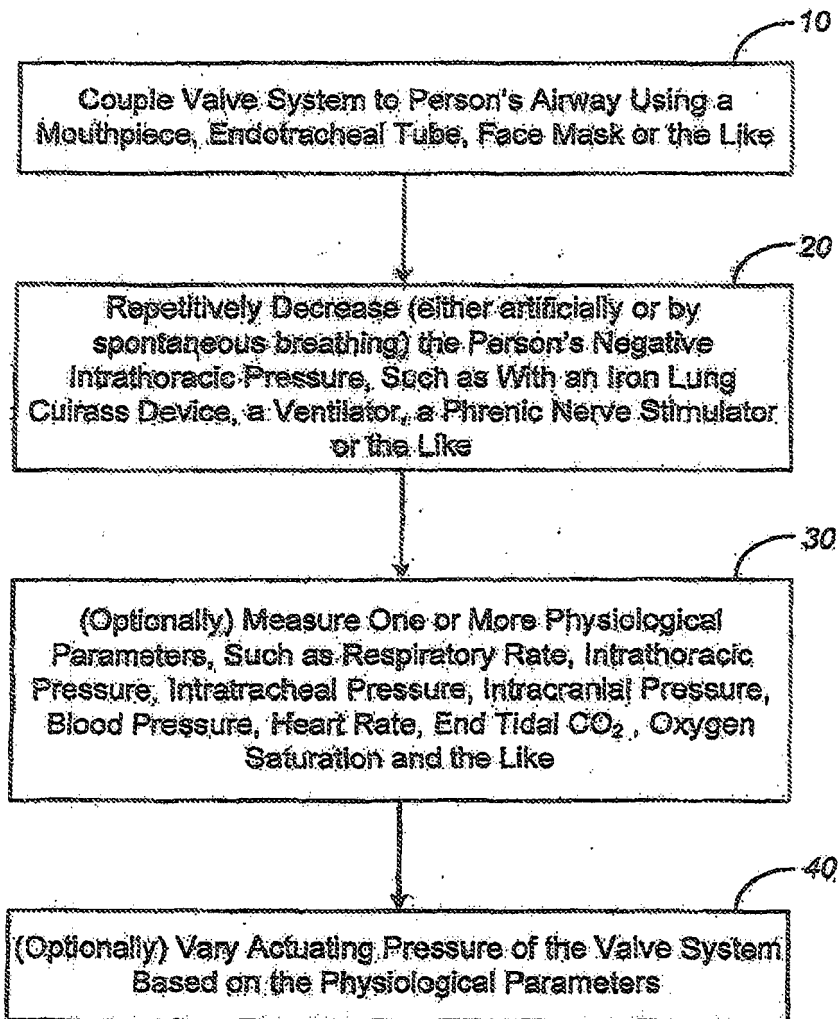 10
Couple Valve System to Person's Airway Using a
Mouthpiece, Endotracheal Tube, Face Mask or the Like
20
Repetitively Decrease (either artificially or by
spontaneous breathing) the Person's Negative
Intrathoracic Pressure, Such as With an Iron Lung
Cuirass Device, a Ventilator, a Phrenic Nerve Stimulator
or the Like
30
(Optionally) Measure One or More Physiological
Parameters, Such as Respiratory Rate, Intrathoracic
Pressure, Intratracheal Pressure, Intracranial Pressure,
Blood Pressure, Heart Rate, End Tidal CO₂, Oxygen
Saturation and the Like
40
(Optionally) Vary Actuating Pressure of the Valve System
Based on the Physiological Parameters